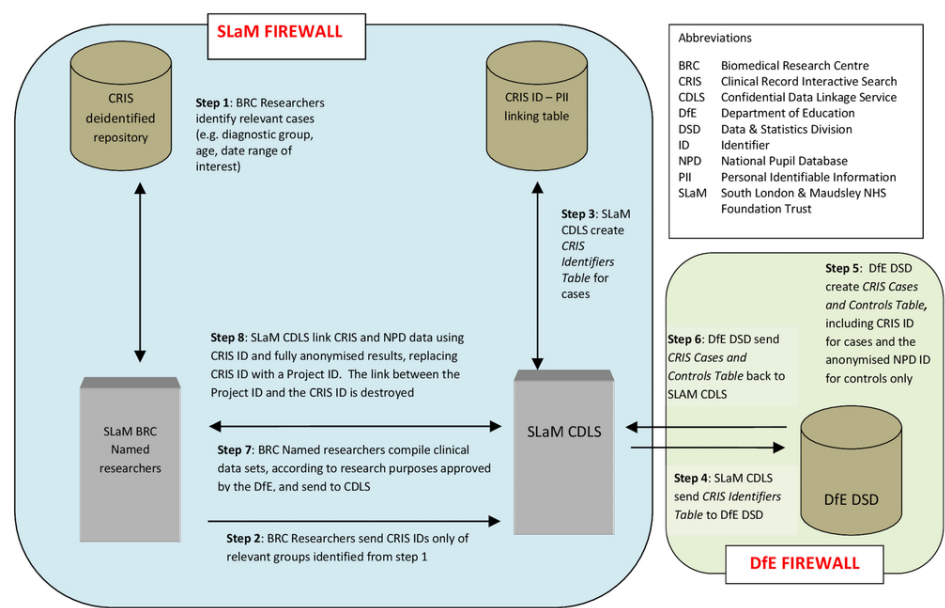 SLaM FIREWALL
CRIS
deidentified
repository
Step 1: BRC Researchers
identify relevant cases
(e.g. diagnostic group,
age, date range of
interest)
CRIS ID – PII
linking table
Abbreviations
BRC Biomedical Research Centre
CRIS Clinical Record Interactive Search
CDLS Confidential Data Linkage Service
DfE Department of Education
DSD Data & Statistics Division
ID Identifier
NPD National Pupil Database
PII Personal Identifiable Information
SLaM South London & Maudsley NHS
Foundation Trust
Step 3: SLaM
CDLS create
CRIS
Identifiers
Table for
cases
Step 5: DfE DSD
create CRIS Cases
and Controls Table,
including CRIS ID
for cases and the
anonymised NPD ID
for controls only
Step 8: SLaM CDLS link CRIS and NPD data using
CRIS ID and fully anonymised results, replacing
CRIS ID with a Project ID. The link between the
Project ID and the CRIS ID is destroyed
Step 6: DfE DSD send
CRIS Cases and
Controls Table back to
SLAM CDLS
SLaM BRC
Named
researchers
SLaM CDLS
Step 7: BRC Named researchers compile clinical
data sets, according to research purposes approved
by the DfE, and send to CDLS
Step 4: SLaM CDLS
send CRIS Identifiers
Table to DfE DSD
DfE DSD
Step 2: BRC Researchers send CRIS IDs only of
relevant groups identified from step 1
DfE FIREWALL